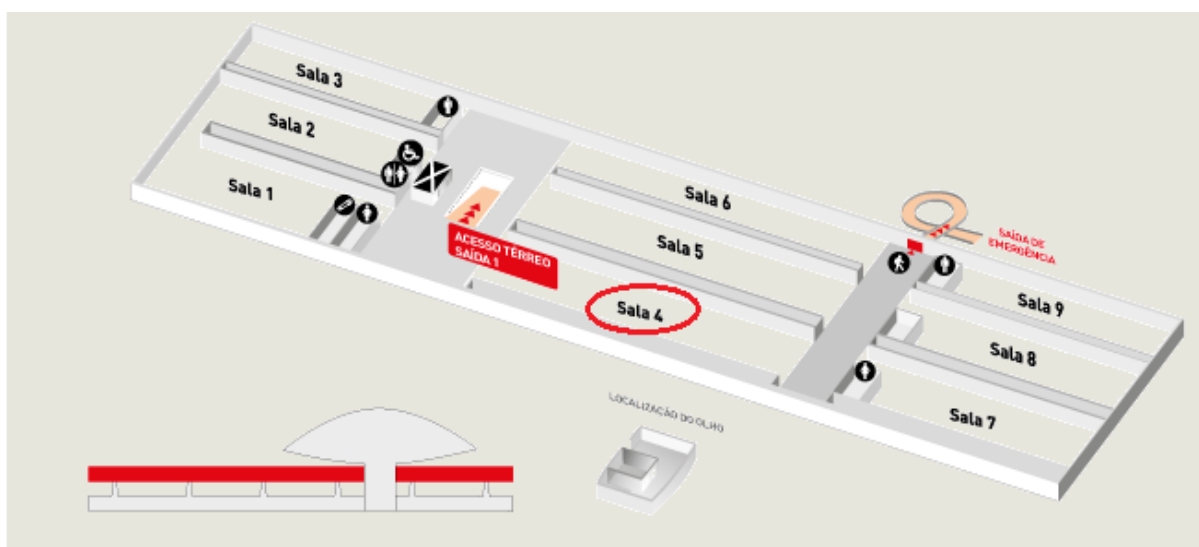 Sala 3
Sala 2
Sala 1
Sala 6
Sala 5
Sala 4
ACESSO TÉRREO
SAÍDA 1
SAÍDA DE
EMERGÊNCIA
Sala 9
Sala 8
Sala 7
LOCALIZAÇÃO DO OLHO